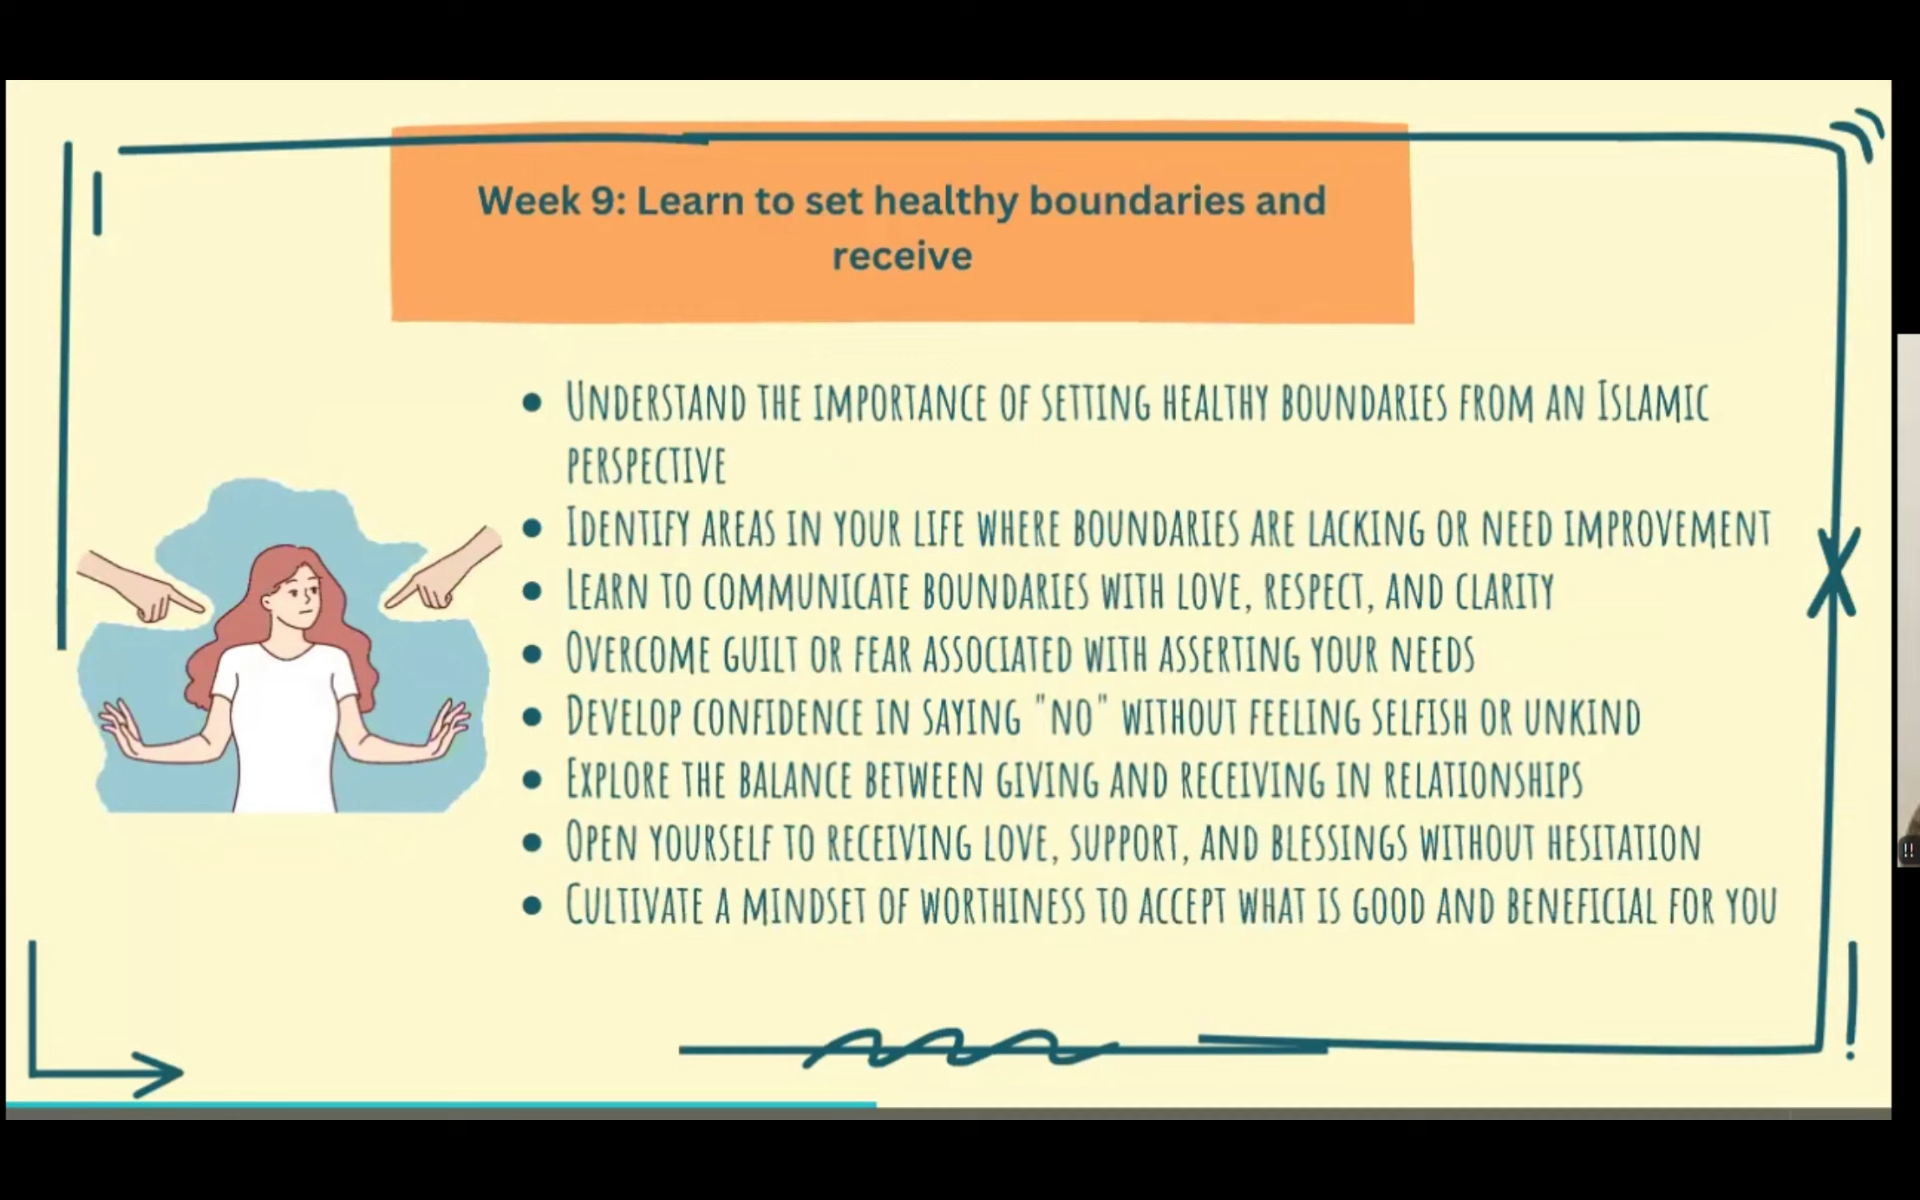 Week 9: Learn to set healthy boundaries and
receive
Understand the importance of setting healthy boundaries from an Islamic
perspective
Identify areas in your life where boundaries are lacking or need improvement
Learn to communicate boundaries with love, respect, and clarity
Overcome guilt or fear associated with asserting your needs
Develop confidence in saying "no" without feeling selfish or unkind
Explore the balance between giving and receiving in relationships
Open yourself to receiving love, support, and blessings without hesitation
Cultivate a mindset of worthiness to accept what is good and beneficial for you
!!